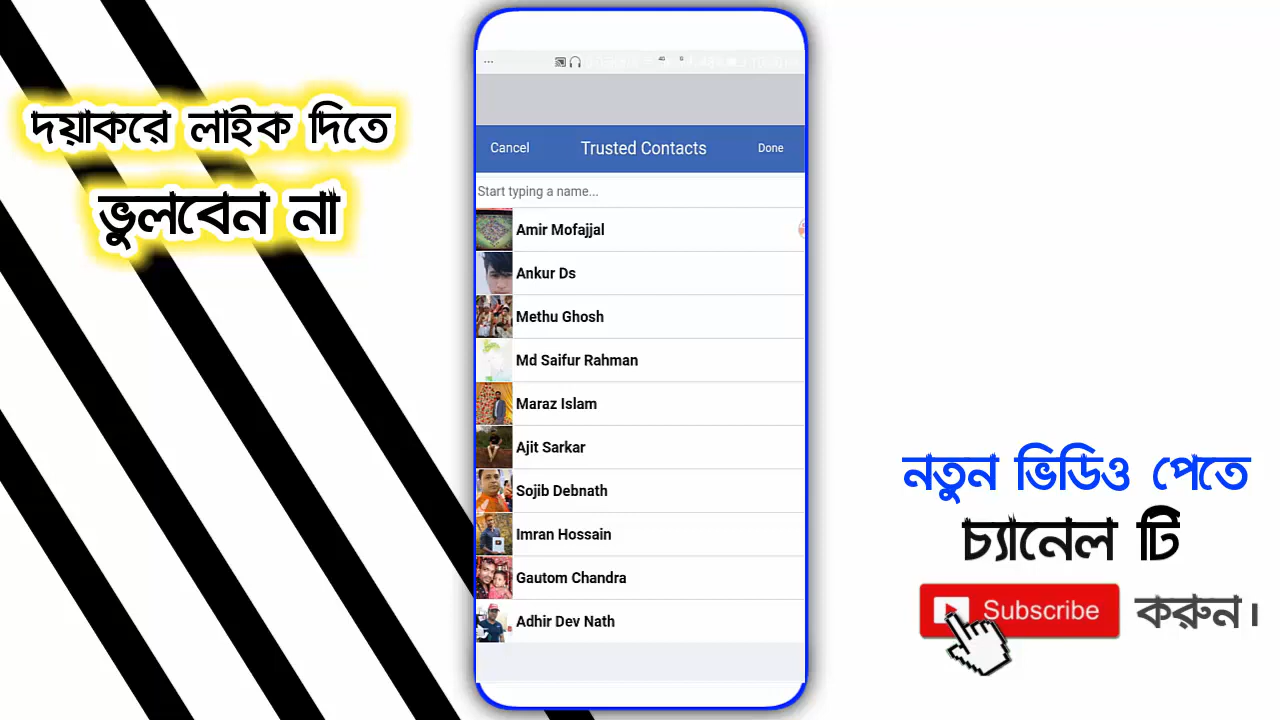 দয়াকরে লাইক দিতে
ভুলবেন না
Cancel Trusted Contacts Done
Start typing a name...
Amir Mofajjal
Ankur Ds
Methu Ghosh
Md Saifur Rahman
Maraz Islam
Ajit Sarkar
Sojib Debnath
Imran Hossain
Gautom Chandra
Adhir Dev Nath
নতুন ভিডিও পেতে
চ্যানেল টি
Subscribe করুন।